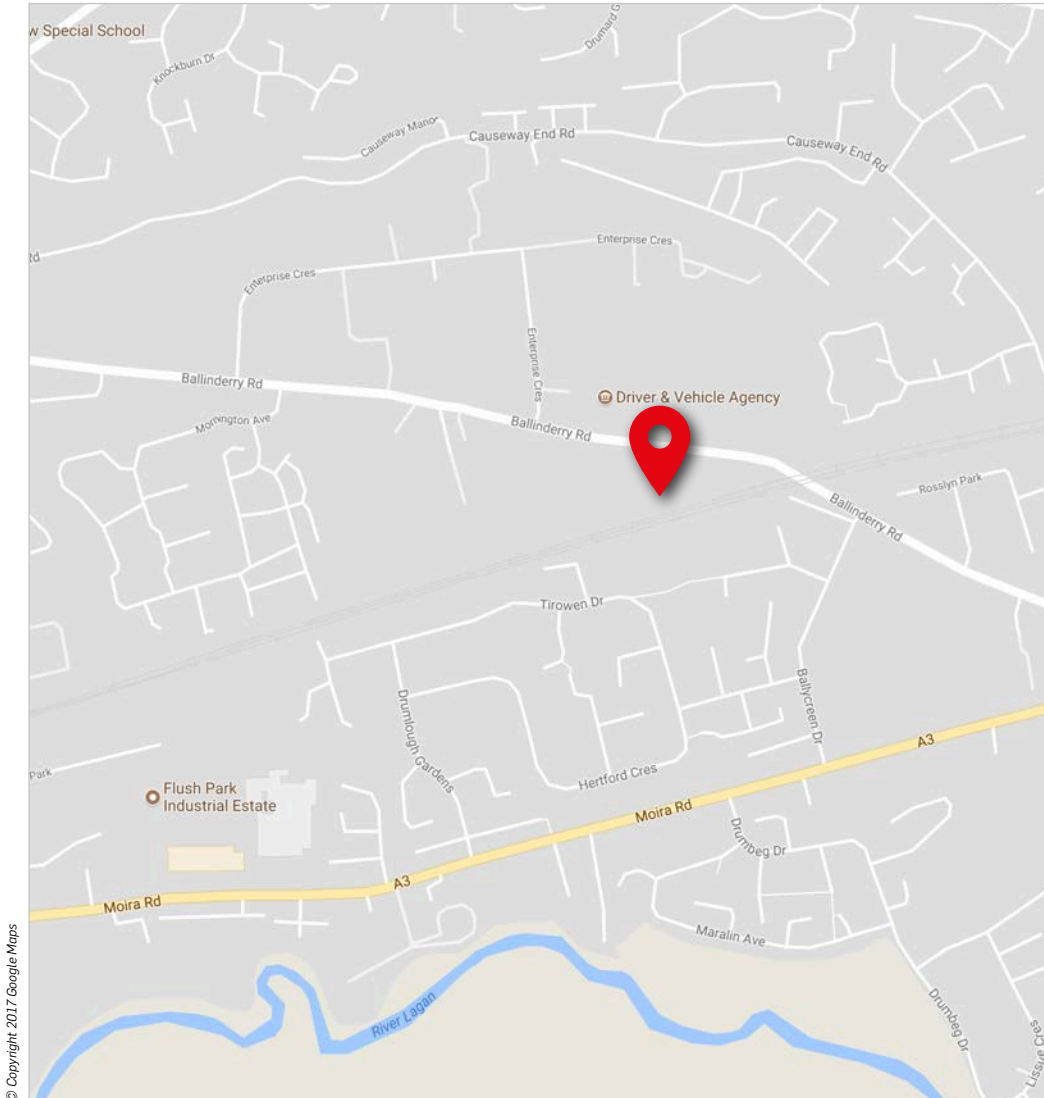 w Special School
Knockburn Dr
Drumard G
Causeway Mano
Causeway End Rd
Causeway End Rd
Rd
Enterprise Cres
Enterprise Cres
Enterprise Cres
Ballinderry Rd
Driver & Vehicle Agency
Mornington Ave
Ballinderry Rd
Rosslyn Park
Ballinderry Rd
Tirowen Dr
Drumlough Gardens
Ballycreen Dr
A3
Park
Flush Park
Industrial Estate
Hertford Cres
Moira Rd
Drumbeg Dr
A3
Moira Rd
Maralin Ave
River Lagan
Drumbeg Dr
Lissue Cres
© Copyright 2017 Google Maps